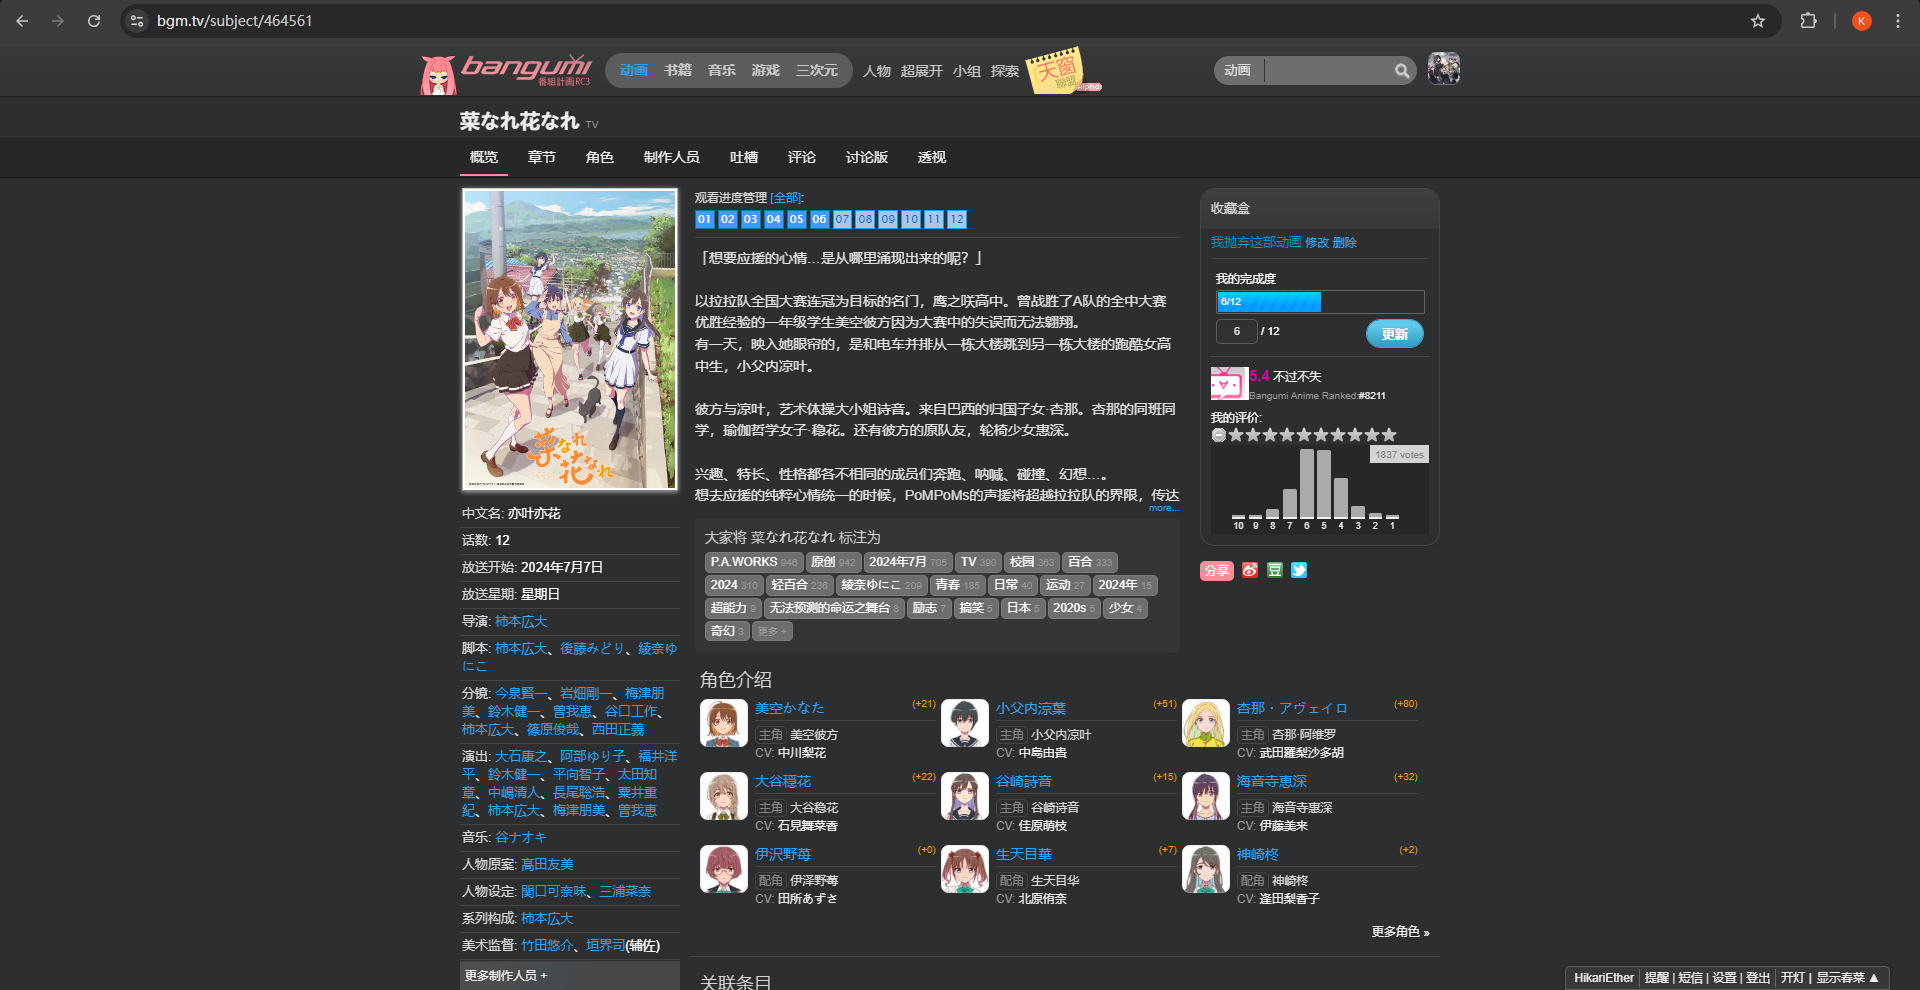 bgm.tv/subject/464561
K
bangumi
番組計画RC3
动画 书籍 音乐 游戏 三次元 人物 超展开 小组 探索
天窗
聯盟
Alpha
动画
菜なれ花なれ TV
概览 章节 角色 制作人员 吐槽 评论 讨论版 透视
菜なれ
花なれ
中文名: 亦叶亦花
话数: 12
放送开始: 2024年7月7日
放送星期: 星期日
导演: 柿本広大
脚本: 柿本広大、後藤みどり、綾奈ゆ
にこ
分镜: 今泉賢一、岩畑剛一、梅津朋
美、鈴木健一、曽我恵、谷口工作、
柿本広大、篠原俊哉、西田正義
演出: 大石康之、阿部ゆり子、福井洋
平、鈴木健一、平向智子、太田知
章、中嶋清人、長尾聡浩、粟井重
紀、柿本広大、梅津朋美、曽我恵
音乐: 谷ナオキ
人物原案: 髙田友美
人物设定: 関口可奈味、三浦菜奈
系列构成: 柿本広大
美术监督: 竹田悠介、垣界司(辅佐)
更多制作人员 +
观看进度管理 [全部]:
01 02 03 04 05 06 07 08 09 10 11 12
「想要应援的心情…是从哪里涌现出来的呢？」
以拉拉队全国大赛连冠为目标的名门，鹰之咲高中。曾战胜了A队的全中大赛
优胜经验的一年级学生美空彼方因为大赛中的失误而无法翱翔。
有一天，映入她眼帘的，是和电车并排从一栋大楼跳到另一栋大楼的跑酷女高
中生，小父内凉叶。
彼方与凉叶，艺术体操大小姐诗音。来自巴西的归国子女·杏那。杏那的同班同
学，瑜伽哲学女子·稳花。还有彼方的原队友，轮椅少女惠深。
兴趣、特长、性格都各不相同的成员们奔跑、呐喊、碰撞、幻想…。
想去应援的纯粹心情统一的时候，PoMPoMs的声援将超越拉拉队的界限，传达
more...
大家将 菜なれ花なれ 标注为
P.A.WORKS 946 原创 942 2024年7月 705 TV 390 校园 363 百合 333
2024 310 轻百合 236 綾奈ゆにこ 209 青春 185 日常 40 运动 27 2024年 15
超能力 9 无法预测的命运之舞台 8 励志 7 搞笑 5 日本 5 2020s 5 少女 4
奇幻 3 更多 +
角色介绍
美空かなた (+21)
主角 美空彼方
CV: 中川梨花
小父内涼葉 (+51)
主角 小父内凉叶
CV: 中島由貴
杏那・アヴェイロ (+80)
主角 杏那·阿维罗
CV: 武田羅梨沙多胡
大谷穏花 (+22)
主角 大谷稳花
CV: 石見舞菜香
谷崎詩音 (+15)
主角 谷崎诗音
CV: 佳原萌枝
海音寺恵深 (+32)
主角 海音寺惠深
CV: 伊藤美来
伊沢野苺 (+0)
配角 伊泽野莓
CV: 田所あずさ
生天目華 (+7)
配角 生天目华
CV: 北原侑奈
神崎柊 (+2)
配角 神崎柊
CV: 逢田梨香子
更多角色 »
关联条目
收藏盒
我抛弃这部动画 修改 删除
我的完成度
6/12
6 / 12 更新
5.4 不过不失
Bangumi Anime Ranked:#8211
我的评价:
1837 votes
10 9 8 7 6 5 4 3 2 1
分享
豆
HikariEther 提醒 | 短信 | 设置 | 登出 开灯 | 显示春菜 ▲